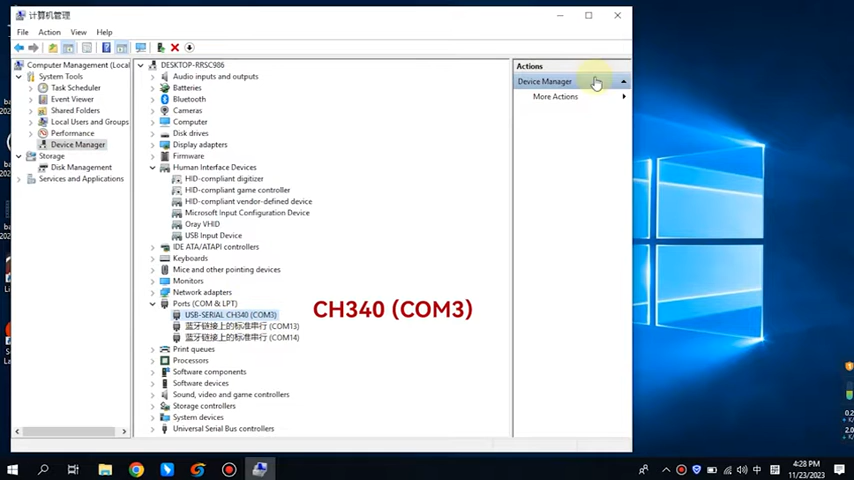 计算机管理
File Action View Help
Computer Management (Local
System Tools
Task Scheduler
Event Viewer
Shared Folders
Local Users and Groups
Performance
Device Manager
Storage
Disk Management
Services and Applications
DESKTOP-RRSC986
Audio inputs and outputs
Batteries
Bluetooth
Cameras
Computer
Disk drives
Display adapters
Firmware
Human Interface Devices
HID-compliant digitizer
HID-compliant game controller
HID-compliant vendor-defined device
Microsoft Input Configuration Device
Oray VHID
USB Input Device
IDE ATA/ATAPI controllers
Keyboards
Mice and other pointing devices
Monitors
Network adapters
Ports (COM & LPT)
USB-SERIAL CH340 (COM3)
蓝牙链接上的标准串行 (COM13)
蓝牙链接上的标准串行 (COM14)
Print queues
Processors
Software components
Software devices
Sound, video and game controllers
Storage controllers
System devices
Universal Serial Bus controllers
CH340 (COM3)
Actions
Device Manager
More Actions
中
4:28 PM
11/23/2023